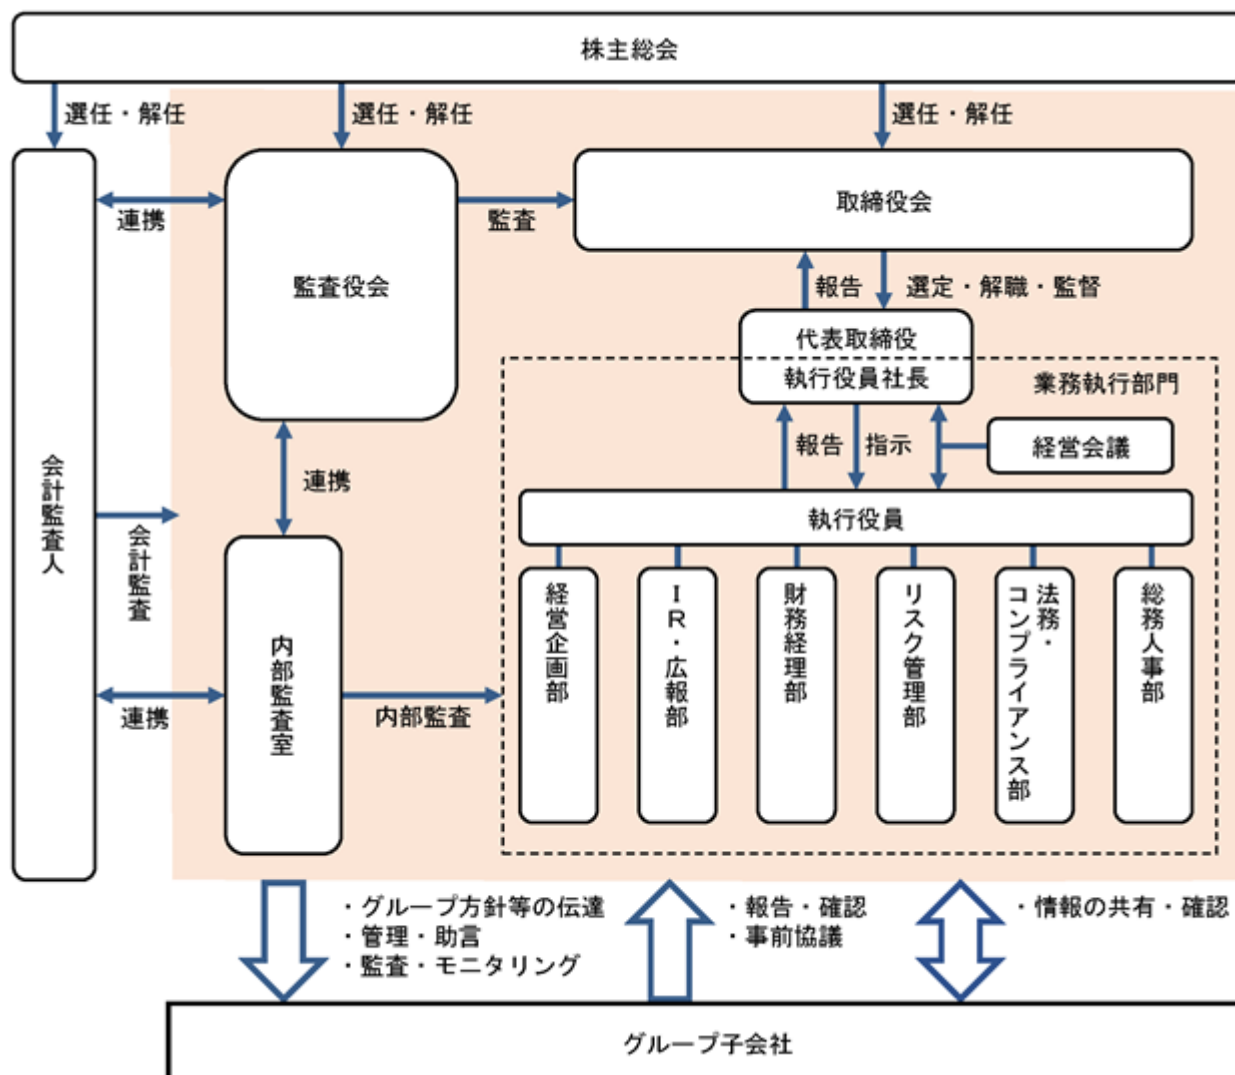 株主総会
選任・解任
選任・解任
選任・解任
取締役会
連携
監査
監査役会
報告
選定・解職・監督
代表取締役
執行役員社長
業務執行部門
報告
指示
経営会議
連携
会計監査人
会計監査
執行役員
内部監査室
経営企画部
IR・広報部
財務経理部
リスク管理部
法務・
コンプライアンス部
総務人事部
連携
内部監査
・グループ方針等の伝達
・管理・助言
・監査・モニタリング
・報告・確認
・事前協議
・情報の共有・確認
グループ子会社